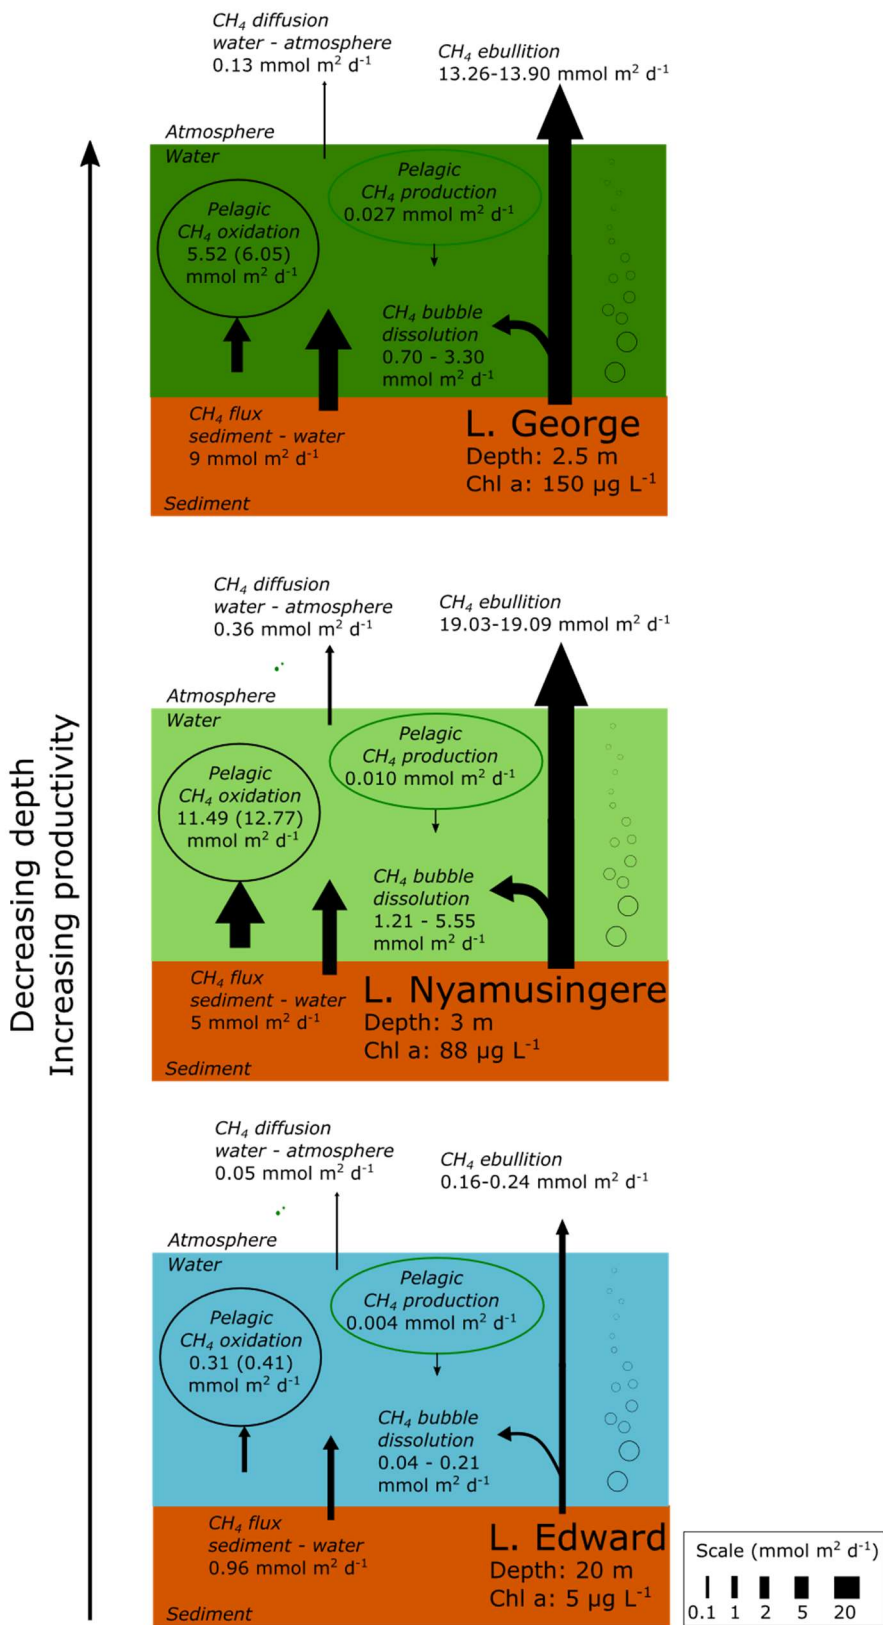 CH₄ diffusion
water - atmosphere
0.13 mmol m² d⁻¹
CH₄ ebullition
13.26-13.90 mmol m² d⁻¹
Atmosphere
Water
Pelagic
CH₄ oxidation
5.52 (6.05)
mmol m² d⁻¹
Pelagic
CH₄ production
0.027 mmol m² d⁻¹
CH₄ bubble
dissolution
0.70 - 3.30
mmol m² d⁻¹
CH₄ flux
sediment - water
9 mmol m² d⁻¹
Sediment
L. George
Depth: 2.5 m
Chl a: 150 µg L⁻¹
CH₄ diffusion
water - atmosphere
0.36 mmol m² d⁻¹
CH₄ ebullition
19.03-19.09 mmol m² d⁻¹
Atmosphere
Water
Pelagic
CH₄ oxidation
11.49 (12.77)
mmol m² d⁻¹
Pelagic
CH₄ production
0.010 mmol m² d⁻¹
CH₄ bubble
dissolution
1.21 - 5.55
mmol m² d⁻¹
CH₄ flux
sediment - water
5 mmol m² d⁻¹
Sediment
L. Nyamusingere
Depth: 3 m
Chl a: 88 µg L⁻¹
CH₄ diffusion
water - atmosphere
0.05 mmol m² d⁻¹
CH₄ ebullition
0.16-0.24 mmol m² d⁻¹
Atmosphere
Water
Pelagic
CH₄ oxidation
0.31 (0.41)
mmol m² d⁻¹
Pelagic
CH₄ production
0.004 mmol m² d⁻¹
CH₄ bubble
dissolution
0.04 - 0.21
mmol m² d⁻¹
CH₄ flux
sediment - water
0.96 mmol m² d⁻¹
Sediment
L. Edward
Depth: 20 m
Chl a: 5 µg L⁻¹
Decreasing depth
Increasing productivity
Scale (mmol m² d⁻¹)
0.1 1 2 5 20